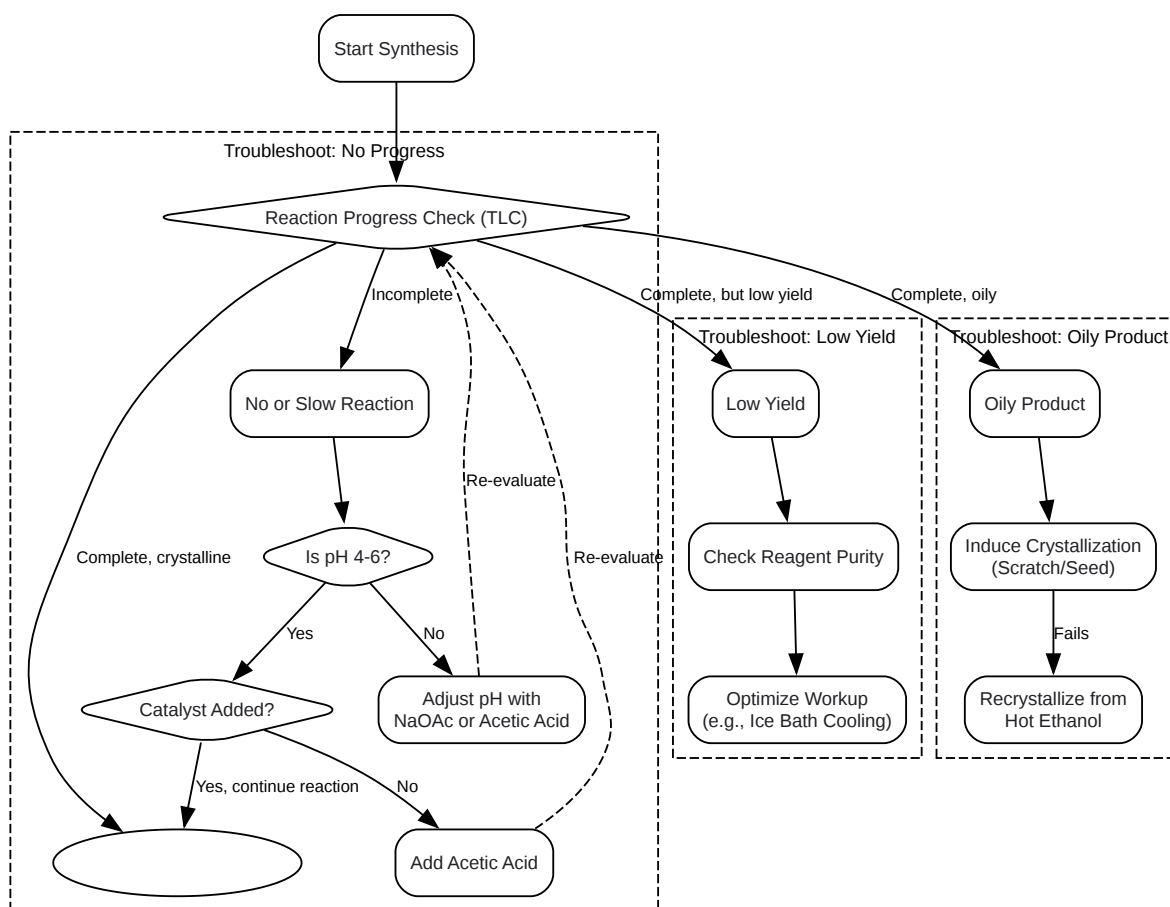 Start Synthesis
Troubleshoot: No Progress
Reaction Progress Check (TLC)
Incomplete
Complete, but low yield
Complete, oily
Troubleshoot: Low Yield
Troubleshoot: Oily Product
No or Slow Reaction
Low Yield
Oily Product
Re-evaluate
Complete, crystalline
Is pH 4-6?
Re-evaluate
Check Reagent Purity
Induce Crystallization
(Scratch/Seed)
Yes
No
Fails
Catalyst Added?
Adjust pH with
NaOAc or Acetic Acid
Optimize Workup
(e.g., Ice Bath Cooling)
Recrystallize from
Hot Ethanol
Yes, continue reaction
No
Add Acetic Acid